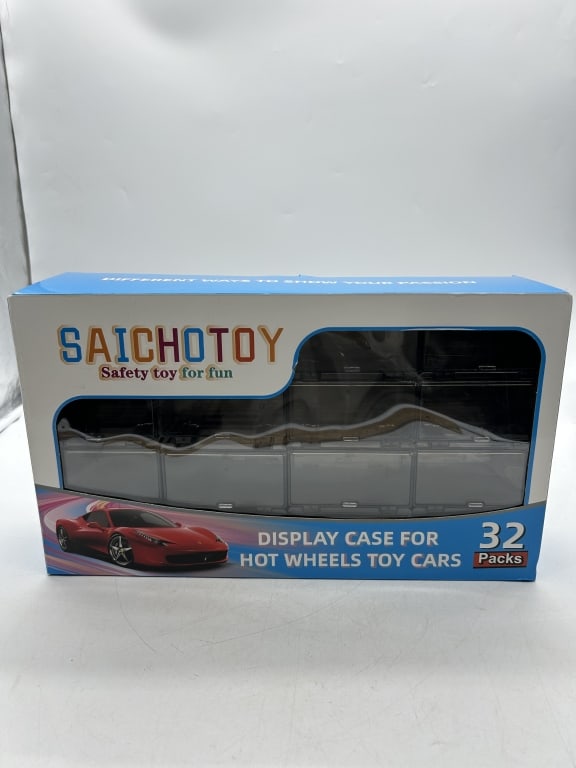 DIFFERENT WAYS TO SHOW YOUR PASSION
SAICHOTOY
Safety toy for fun
DISPLAY CASE FOR
HOT WHEELS TOY CARS
32
Packs